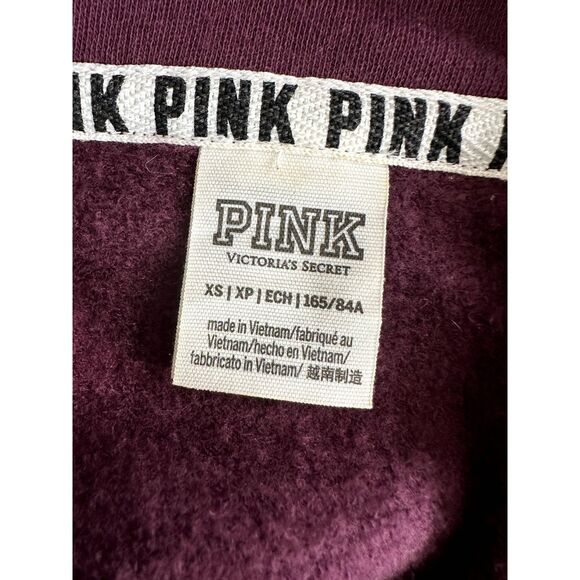 NK PINK PINK
PINK
VICTORIA'S SECRET
XS | XP | ECH | 165/84A
made in Vietnam/fabriqué au
Vietnam/hecho en Vietnam/
fabbricato in Vietnam/ 越南制造